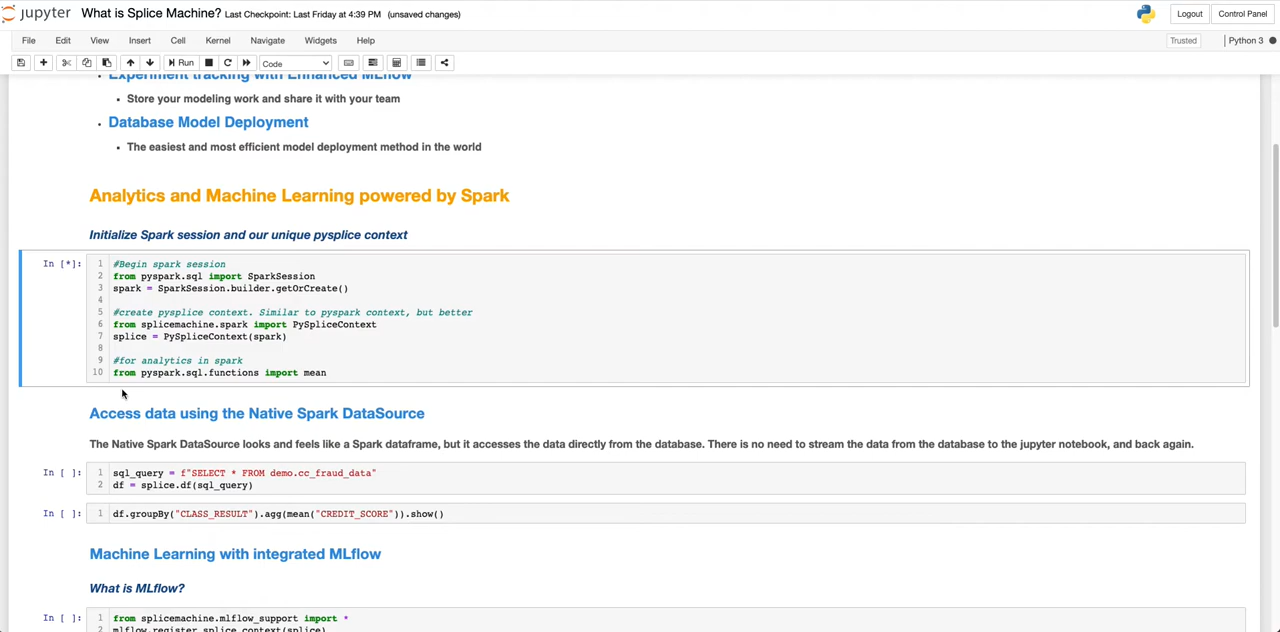 jupyter What is Splice Machine? Last Checkpoint: Last Friday at 4:39 PM (unsaved changes) Logout Control Panel
File Edit View Insert Cell Kernel Navigate Widgets Help Trusted Python 3
Run Code
Experiment tracking with Enhanced MLflow
Store your modeling work and share it with your team
Database Model Deployment
The easiest and most efficient model deployment method in the world
Analytics and Machine Learning powered by Spark
Initialize Spark session and our unique pysplice context
In [*]: 1 #Begin spark session
2 from pyspark.sql import SparkSession
3 spark = SparkSession.builder.getOrCreate()
4
5 #create pysplice context. Similar to pyspark context, but better
6 from splicemachine.spark import PySpliceContext
7 splice = PySpliceContext(spark)
8
9 #for analytics in spark
10 from pyspark.sql.functions import mean
Access data using the Native Spark DataSource
The Native Spark DataSource looks and feels like a Spark dataframe, but it accesses the data directly from the database. There is no need to stream the data from the database to the jupyter notebook, and back again.
In [ ]: 1 sql_query = f"SELECT * FROM demo.cc_fraud_data"
2 df = splice.df(sql_query)
In [ ]: 1 df.groupBy("CLASS_RESULT").agg(mean("CREDIT_SCORE")).show()
Machine Learning with integrated MLflow
What is MLflow?
In [ ]: 1 from splicemachine.mlflow_support import *
2 mlflow.register_splice_context(splice)